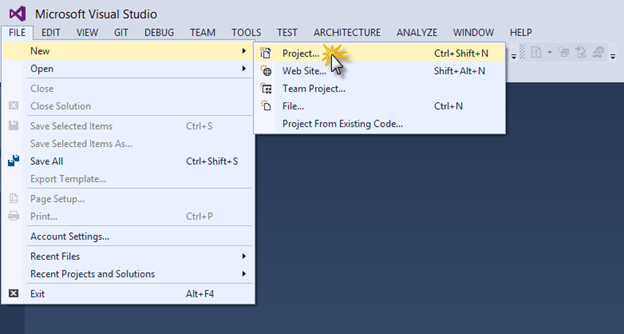 Microsoft Visual Studio
FILE EDIT VIEW GIT DEBUG TEAM TOOLS TEST ARCHITECTURE ANALYZE WINDOW HELP
New
Open
Close
Close Solution
Save Selected Items Ctrl+S
Save Selected Items As...
Save All Ctrl+Shift+S
Export Template...
Page Setup...
Print... Ctrl+P
Account Settings...
Recent Files
Recent Projects and Solutions
Exit Alt+F4
Project... Ctrl+Shift+N
Web Site... Shift+Alt+N
Team Project...
File... Ctrl+N
Project From Existing Code...